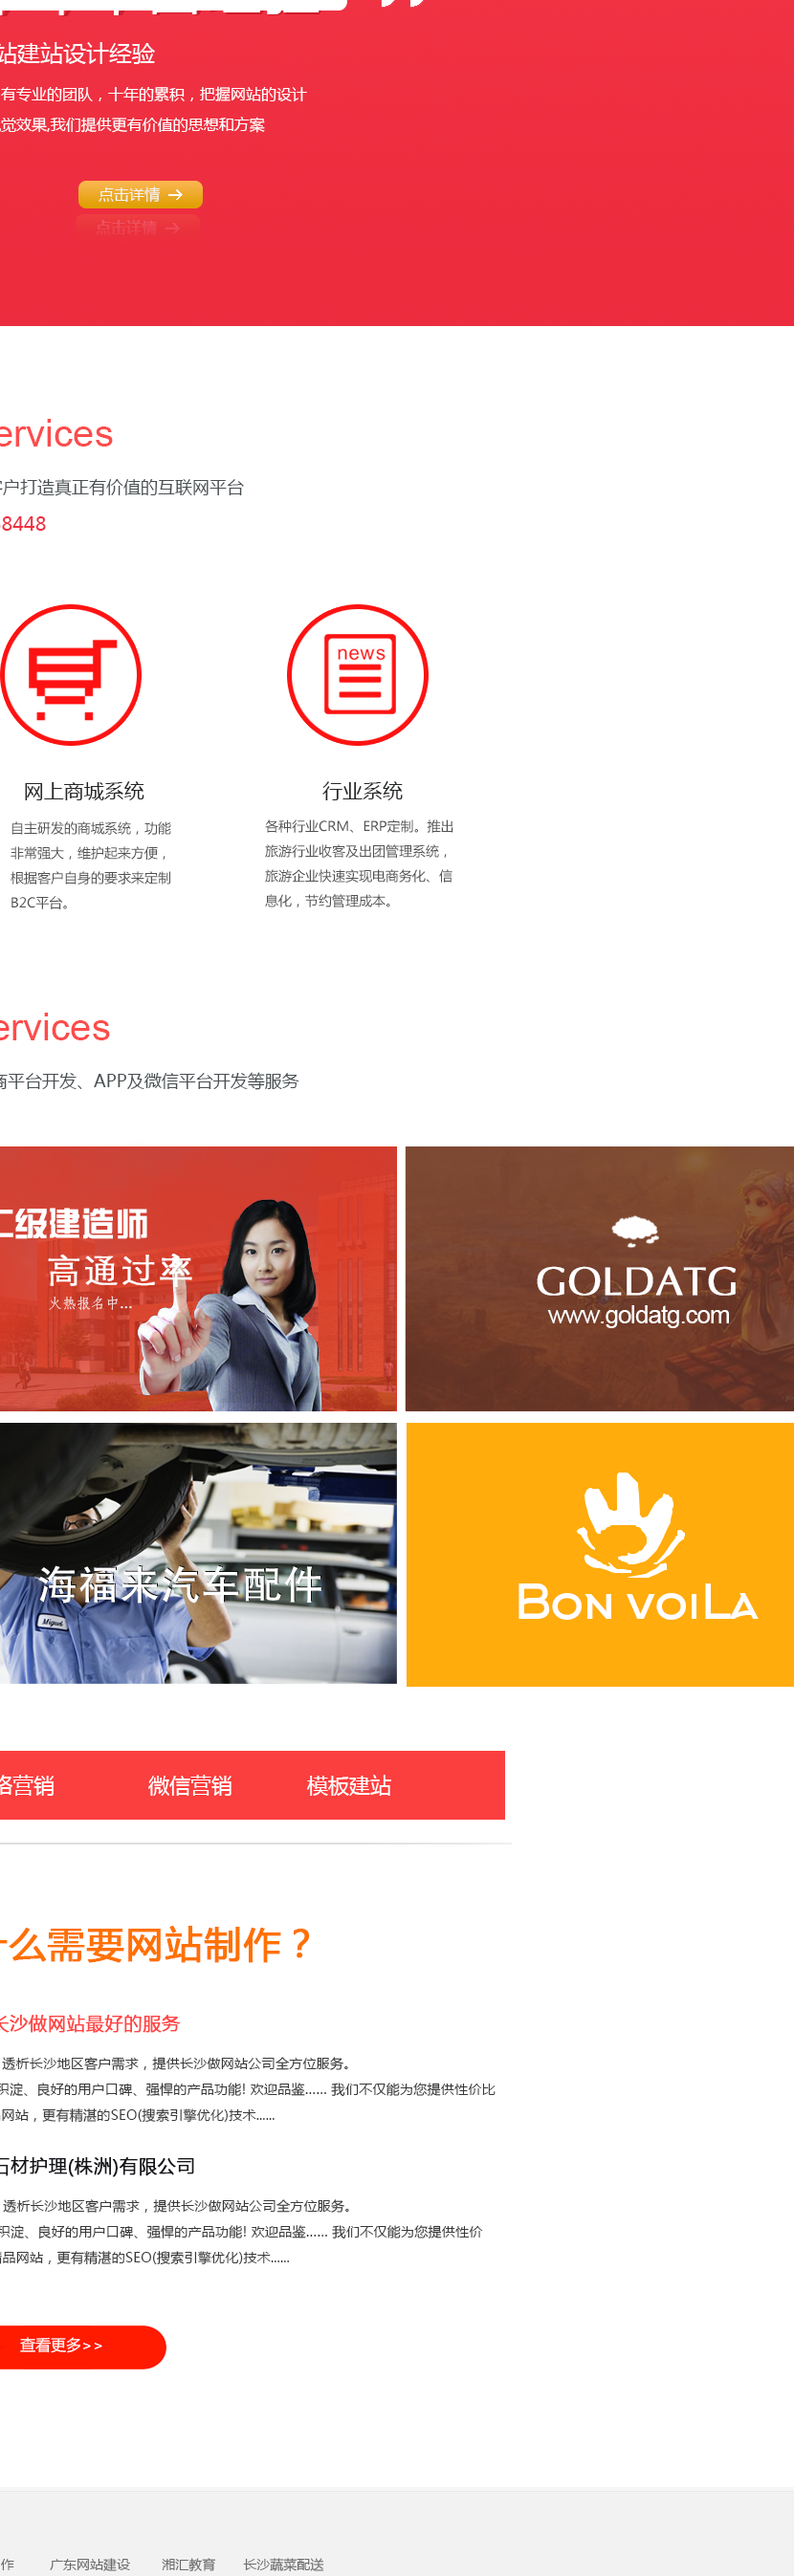 站建站设计经验
有专业的团队，十年的累积，把握网站的设计
觉效果,我们提供更有价值的思想和方案
点击详情 →
点击详情 →
ervices
户打造真正有价值的互联网平台
8448
news
网上商城系统
自主研发的商城系统，功能
非常强大，维护起来方便，
根据客户自身的要求来定制
B2C平台。
行业系统
各种行业CRM、ERP定制。推出
旅游行业收客及出团管理系统，
旅游企业快速实现电商务化、信
息化，节约管理成本。
ervices
商平台开发、APP及微信平台开发等服务
二级建造师
高通过率
火热报名中...
GOLDATG
www.goldatg.com
海福来汽车配件
Miguel
BON VOILA
络营销
微信营销
模板建站
什么需要网站制作？
长沙做网站最好的服务
透析长沙地区客户需求，提供长沙做网站公司全方位服务。
积淀、良好的用户口碑、强悍的产品功能! 欢迎品鉴...... 我们不仅能为您提供性价比
网站，更有精湛的SEO(搜索引擎优化)技术......
石材护理(株洲)有限公司
透析长沙地区客户需求，提供长沙做网站公司全方位服务。
积淀、良好的用户口碑、强悍的产品功能! 欢迎品鉴...... 我们不仅能为您提供性价
品网站，更有精湛的SEO(搜索引擎优化)技术......
查看更多>>
作
广东网站建设
湘汇教育
长沙蔬菜配送